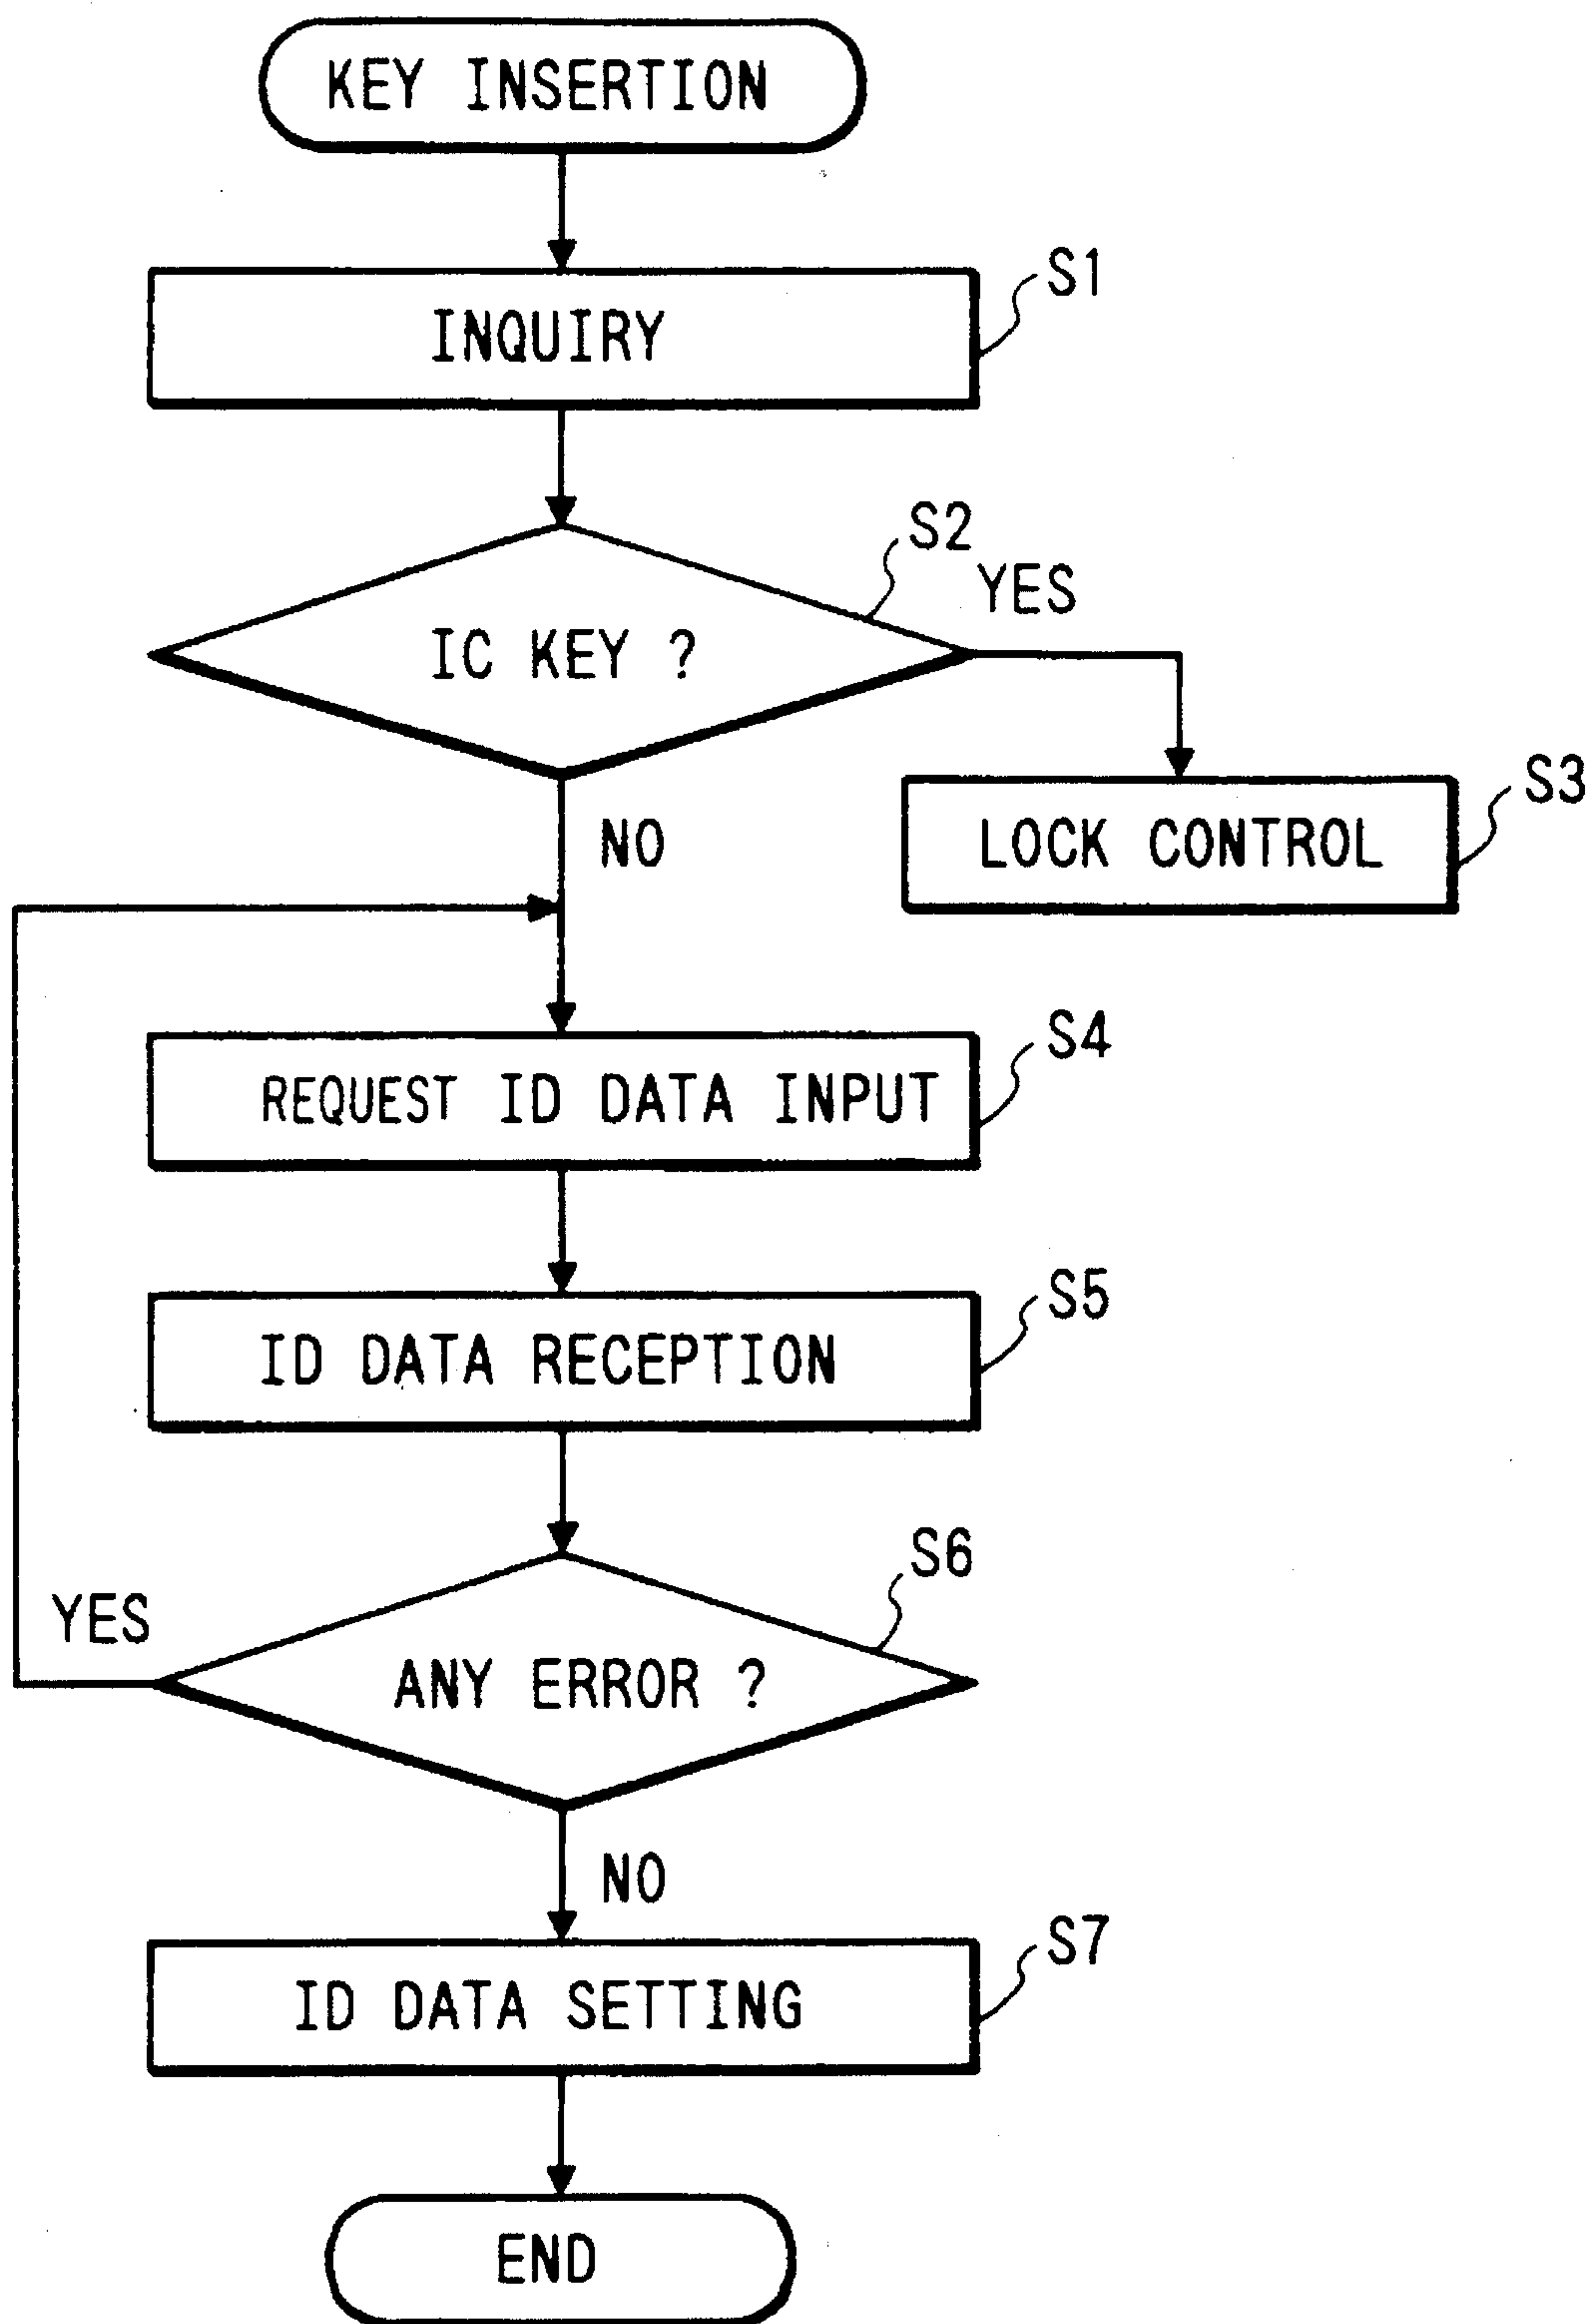 KEY INSERTION
S1
INQUIRY
S2
YES
IC KEY ?
S3
NO
LOCK CONTROL
S4
REQUEST ID DATA INPUT
S5
ID DATA RECEPTION
S6
YES
ANY ERROR ?
NO
S7
ID DATA SETTING
END